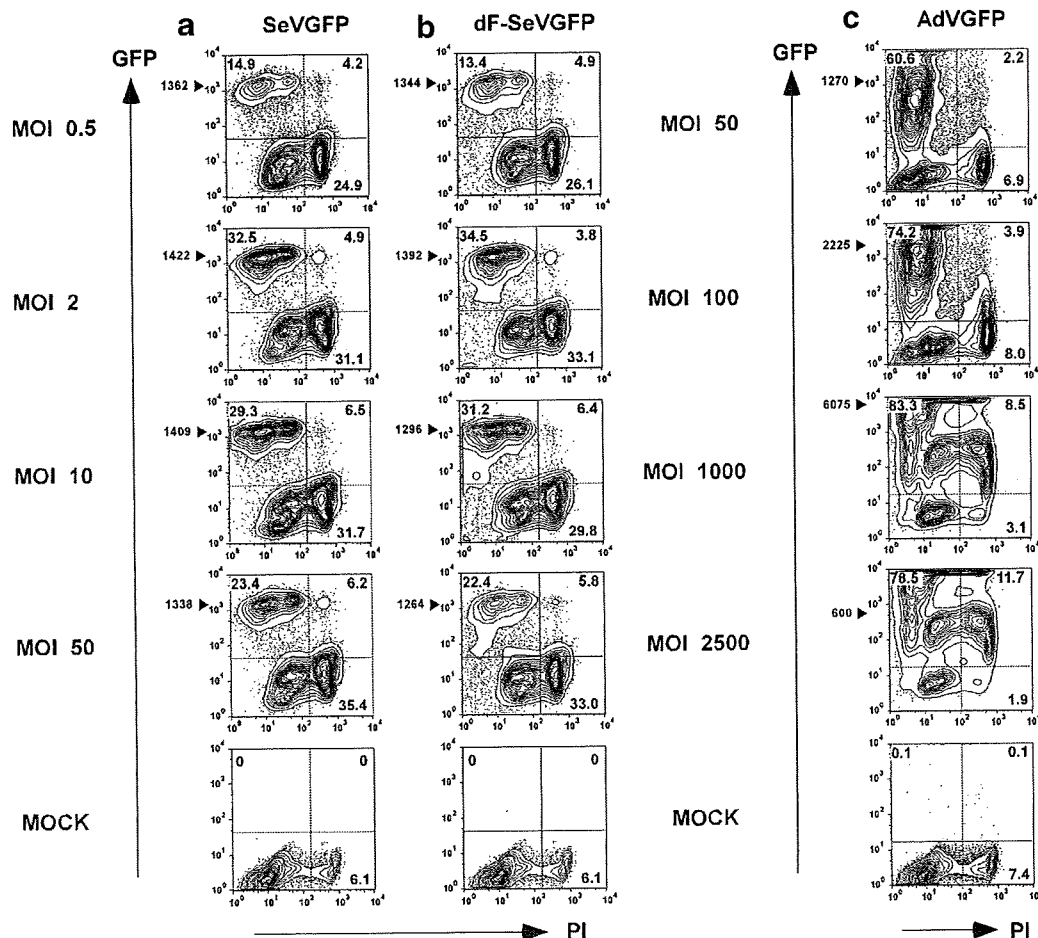 a SeVGFP b dF-SeVGFP c AdVGFP
GFP GFP
MOI 0.5 1362 14.9 4.2 24.9 1344 13.4 4.9 26.1 MOI 50 1270 60.6 2.2 6.9
MOI 2 1422 32.5 4.9 31.1 1392 34.5 3.8 33.1 MOI 100 2225 74.2 3.9 8.0
MOI 10 1409 29.3 6.5 31.7 1296 31.2 6.4 29.8 MOI 1000 6075 83.3 8.5 3.1
MOI 50 1338 23.4 6.2 35.4 1264 22.4 5.8 33.0 MOI 2500 600 78.5 11.7 1.9
MOCK 0 0 6.1 0 0 6.1 MOCK 0.1 0.1 7.4
PI PI